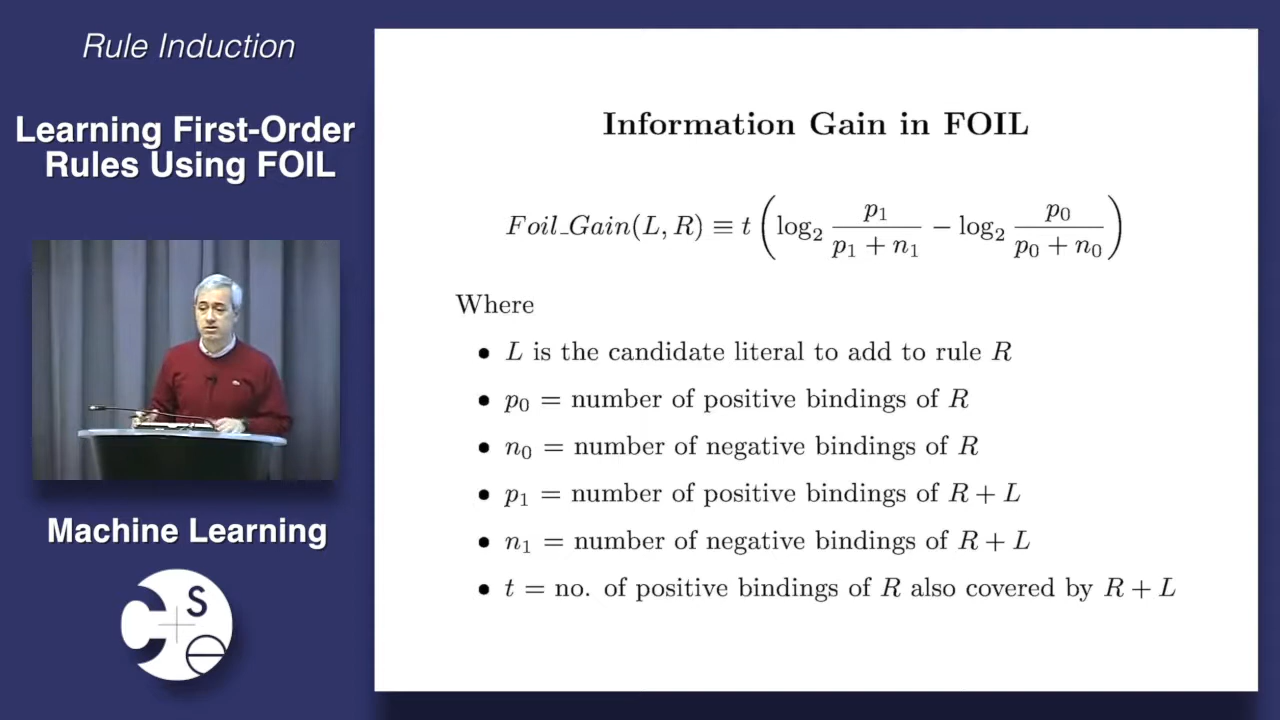 Rule Induction
Learning First-Order
Rules Using FOIL
Machine Learning
C S e
Information Gain in FOIL
Foil_Gain(L, R) ≡ t ( log₂ p₁ / (p₁ + n₁) − log₂ p₀ / (p₀ + n₀) )
Where
• L is the candidate literal to add to rule R
• p₀ = number of positive bindings of R
• n₀ = number of negative bindings of R
• p₁ = number of positive bindings of R + L
• n₁ = number of negative bindings of R + L
• t = no. of positive bindings of R also covered by R + L